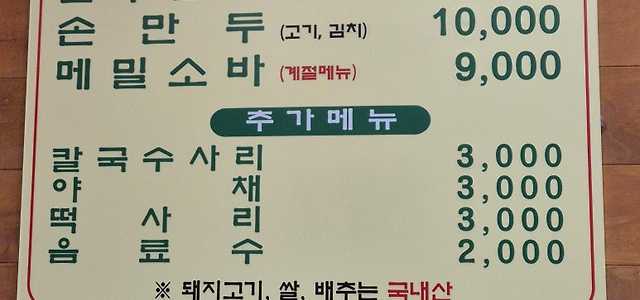 손만두 (고기, 김치) 10,000
메밀소바 (계절메뉴) 9,000
추가메뉴
칼국수사리 3,000
야채 3,000
떡사리 3,000
음료수 2,000
※ 돼지고기, 쌀, 배추는 국내산